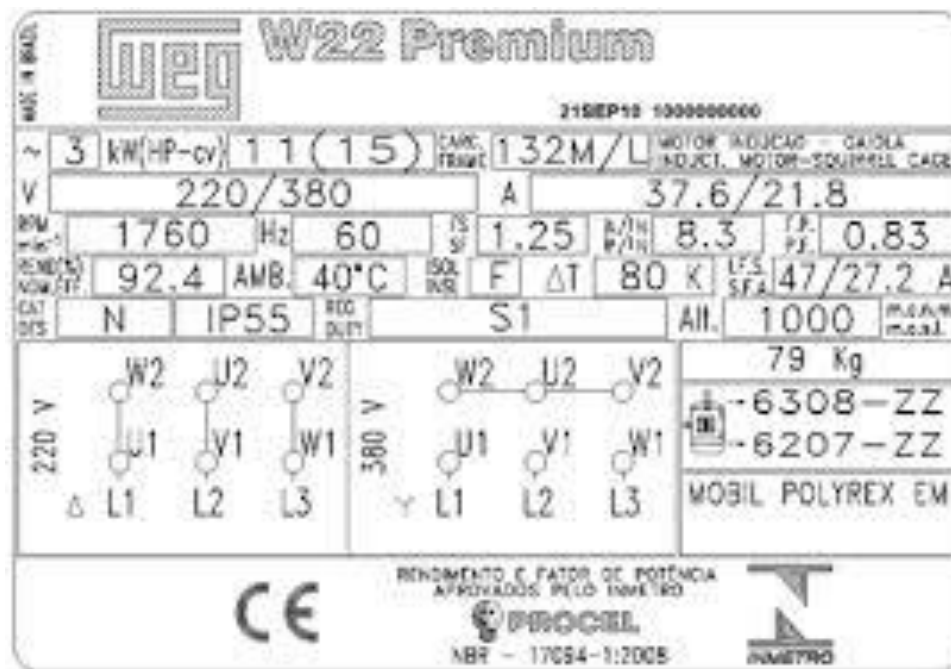 MADE IN BRAZIL
WEG W22 Premium
21SEP10 1000000000
~ 3 kW(HP-cv) 11(15) CARC. FRAME 132M/L MOTOR INDUCAO - GAIOLA
INDUCT. MOTOR-SQUIRREL CAGE
V 220/380 A 37.6/21.8
RPM min-1 1760 Hz 60 FS SF 1.25 8.3 F.P. P.F. 0.83
REND(%) NOM.EFF. 92.4 AMB. 40°C ISOL INSL F ΔT 80 K I.F.S. S.F.A. 47/27.2 A
CAT DES N IP55 REG DUTY S1 Alt. 1000 m.a.s.l.
79 Kg
220 V
W2 U2 V2
U1 V1 W1
Δ L1 L2 L3
380 V
W2 U2 V2
U1 V1 W1
Y L1 L2 L3
6308-ZZ
6207-ZZ
MOBIL POLYREX EM
CE
RENDIMENTO E FATOR DE POTÊNCIA
APROVADOS PELO INMETRO
PROCEL
NBR - 17094-1:2008
INMETRO